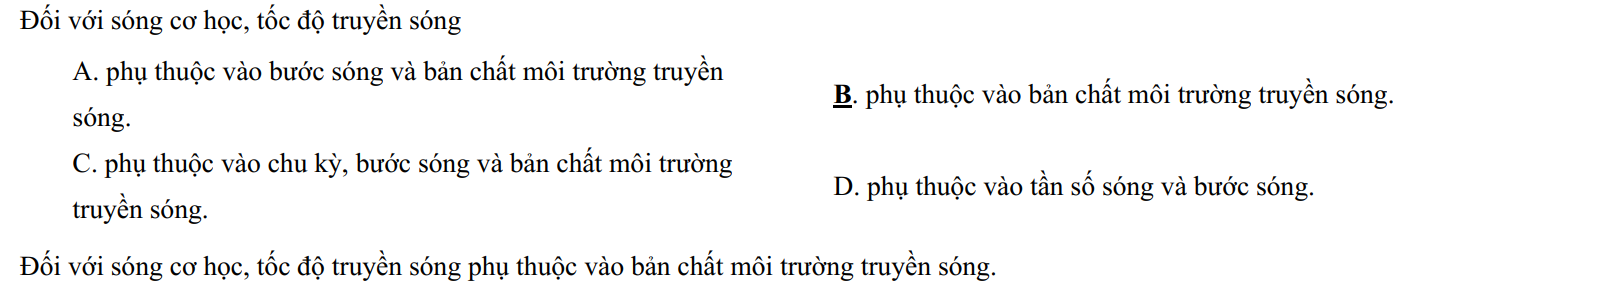 Đối với sóng cơ học, tốc độ truyền sóng
A. phụ thuộc vào bước sóng và bản chất môi trường truyền
sóng.
B. phụ thuộc vào bản chất môi trường truyền sóng.
C. phụ thuộc vào chu kỳ, bước sóng và bản chất môi trường
truyền sóng.
D. phụ thuộc vào tần số sóng và bước sóng.
Đối với sóng cơ học, tốc độ truyền sóng phụ thuộc vào bản chất môi trường truyền sóng.